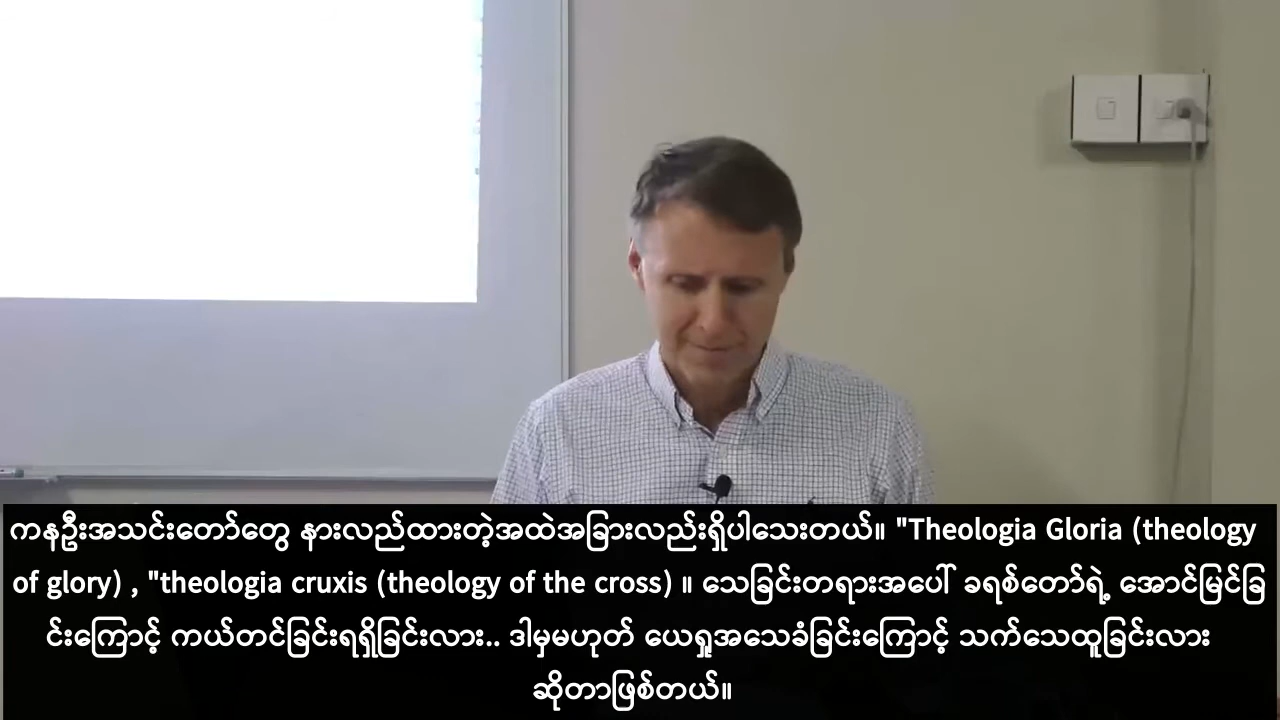 ကနဦးအသင်းတော်တွေ နားလည်ထားတဲ့အထဲအခြားလည်းရှိပါသေးတယ်။ "Theologia Gloria (theology
of glory) , "theologia cruxis (theology of the cross) ။ သေခြင်းတရားအပေါ် ခရစ်တော်ရဲ့ အောင်မြင်ခြ
င်းကြောင့် ကယ်တင်ခြင်းရရှိခြင်းလား.. ဒါမှမဟုတ် ယေရှုအသေခံခြင်းကြောင့် သက်သေထူခြင်းလား
ဆိုတာဖြစ်တယ်။